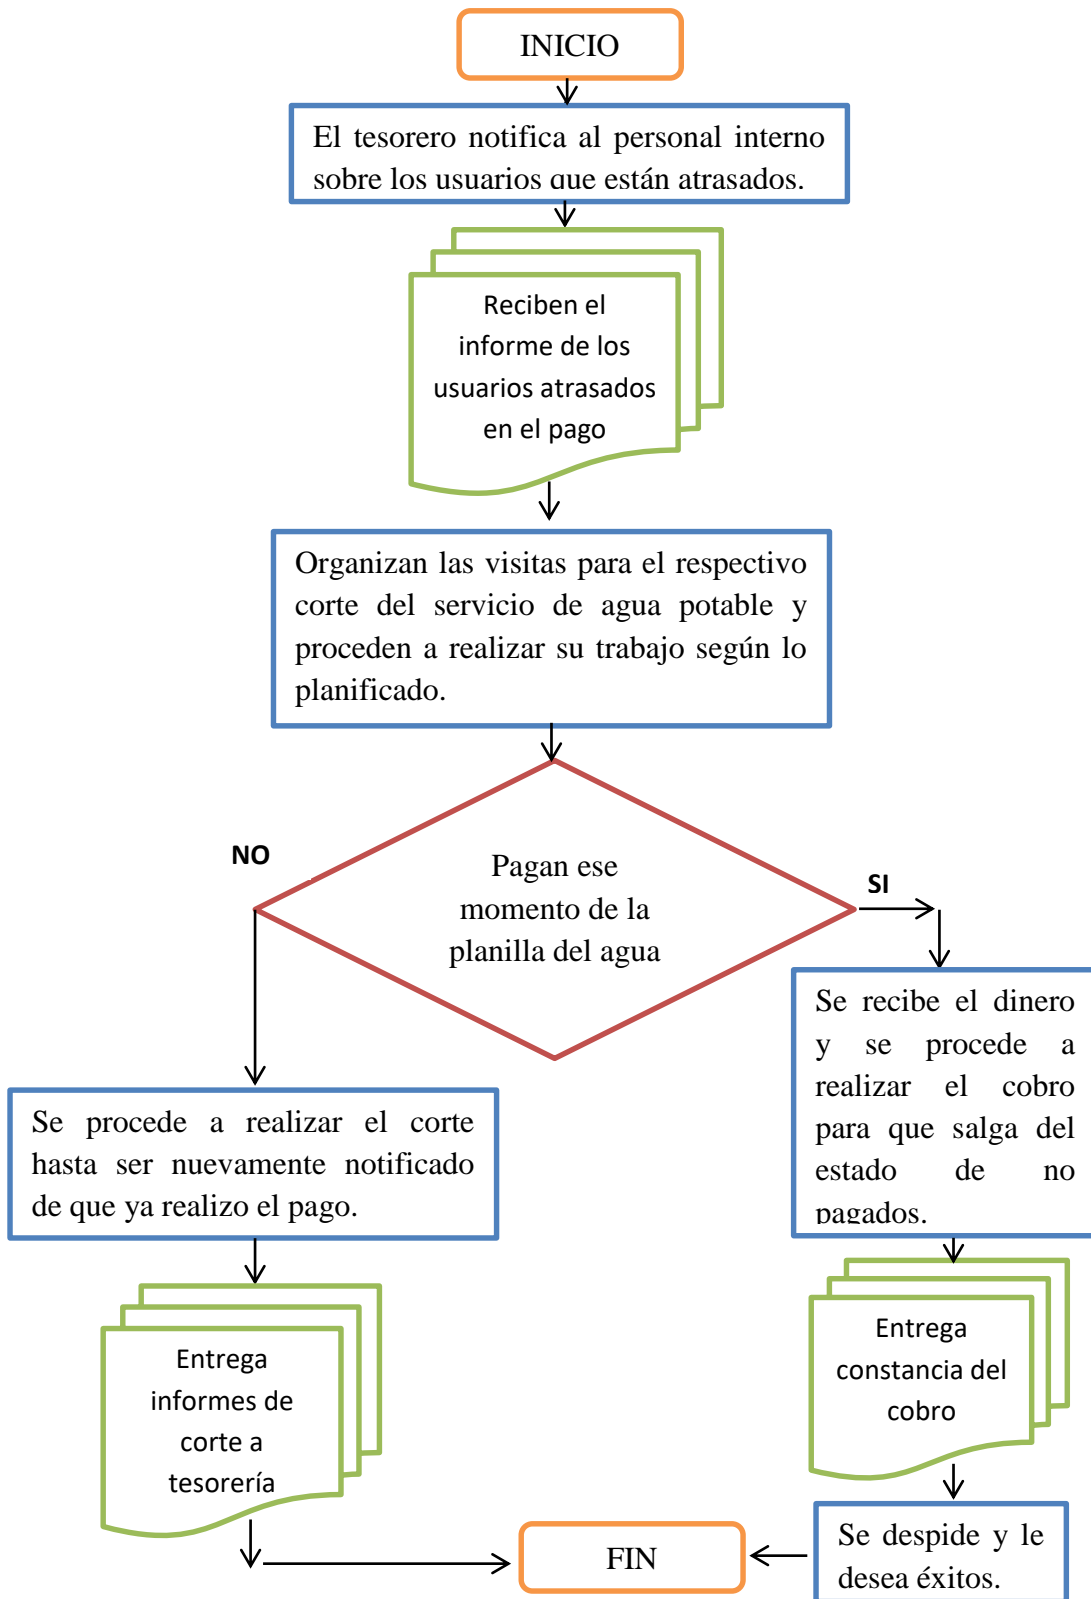 INICIO
El tesorero notifica al personal interno
sobre los usuarios que están atrasados.
Reciben el
informe de los
usuarios atrasados
en el pago
Organizan las visitas para el respectivo
corte del servicio de agua potable y
proceden a realizar su trabajo según lo
planificado.
NO
Pagan ese
momento de la
planilla del agua
SI
Se recibe el dinero
y se procede a
realizar el cobro
para que salga del
estado de no
pagados.
Se procede a realizar el corte
hasta ser nuevamente notificado
de que ya realizo el pago.
Entrega
informes de
corte a
tesorería
Entrega
constancia del
cobro
Se despide y le
desea éxitos.
FIN